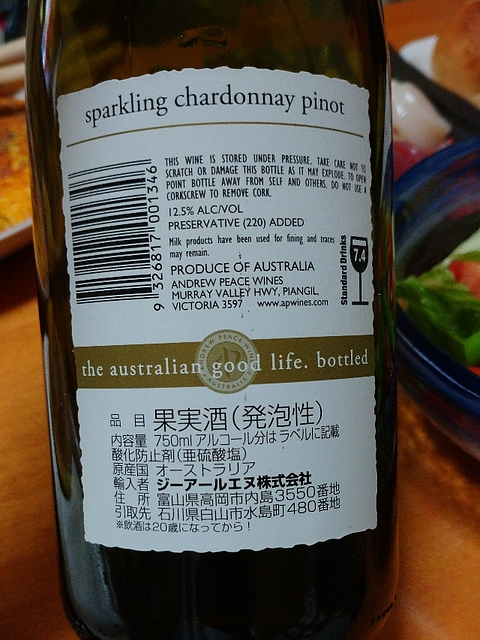 sparkling chardonnay pinot
THIS WINE IS STORED UNDER PRESSURE. TAKE CARE NOT TO
SCRATCH OR DAMAGE THIS BOTTLE AS IT MAY EXPLODE. TO OPEN
POINT BOTTLE AWAY FROM SELF AND OTHERS. DO NOT USE A
CORKSCREW TO REMOVE CORK.
12.5% ALC/VOL
PRESERVATIVE (220) ADDED
Milk products have been used for fining and traces
may remain.
PRODUCE OF AUSTRALIA
ANDREW PEACE WINES
MURRAY VALLEY HWY, PIANGIL,
VICTORIA 3597 www.apwines.com
9 326817 001346
Standard Drinks
7.4
the australian good life. bottled
ANDREW PEACE WINES
AUSTRALIA
品 目 果実酒(発泡性)
内容量 750ml アルコール分はラベルに記載
酸化防止剤(亜硫酸塩)
原産国 オーストラリア
輸入者 ジーアールエヌ株式会社
住 所 富山県高岡市内島3550番地
引取先 石川県白山市水島町480番地
※飲酒は20歳になってから!